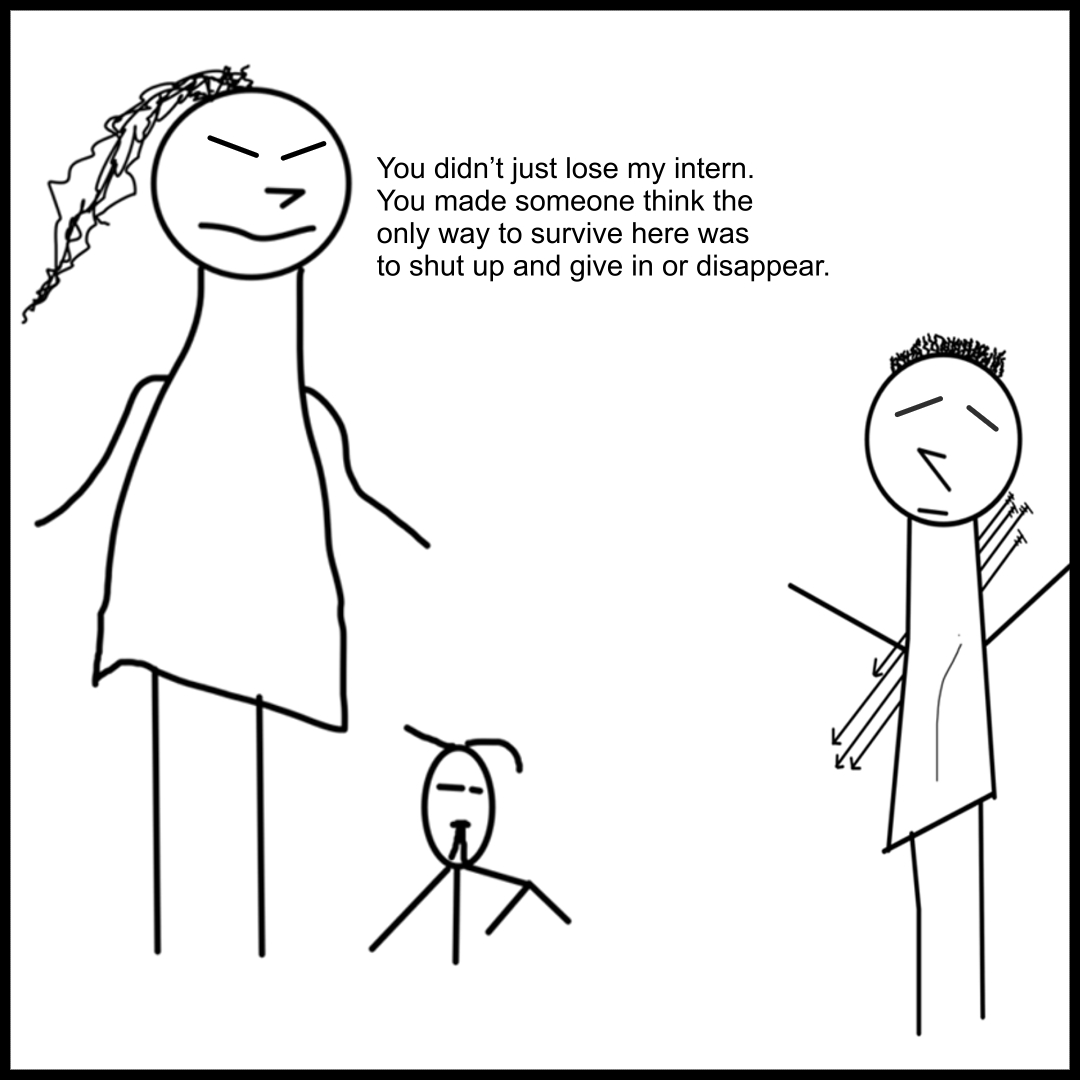 You didn’t just lose my intern.
You made someone think the
only way to survive here was
to shut up and give in or disappear.